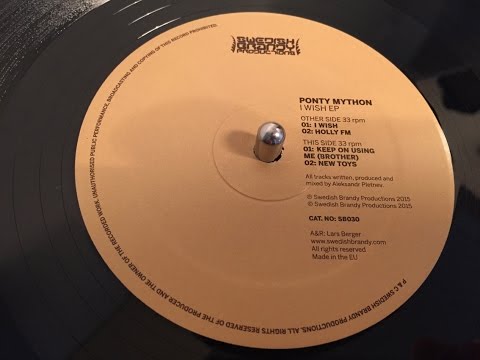 SWEDISH
BRANDY
PRODUCTIONS
PONTY MYTHON
I WISH EP
OTHER SIDE 33 rpm
01: I WISH
02: HOLLY FM
THIS SIDE 33 rpm
01: KEEP ON USING
ME (BROTHER)
02: NEW TOYS
All tracks written, produced and
mixed by Aleksandr Pletnev.
℗ Swedish Brandy Productions 2015
© Swedish Brandy Productions 2015
CAT. NO: SB030
A&R: Lars Berger
www.swedishbrandy.com
All rights reserved
Made in the EU
P & C SWEDISH BRANDY PRODUCTIONS. ALL RIGHTS RESERVED OF THE PRODUCER AND THE OWNER OF THE RECORDED WORK. UNAUTHORISED PUBLIC PERFORMANCE, BROADCASTING AND COPYING OF THIS RECORD PROHIBITED.